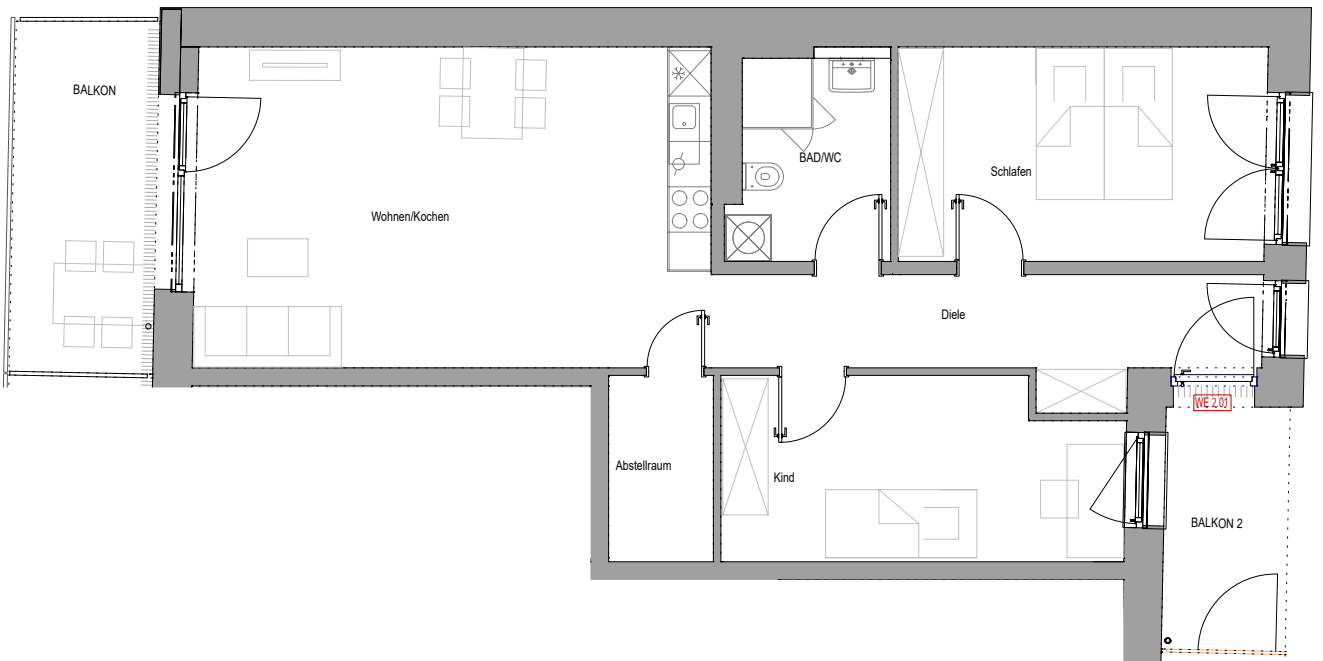 BALKON
BAD/WC
Schlafen
Wohnen/Kochen
Diele
WE 2.01
Abstellraum
Kind
BALKON 2